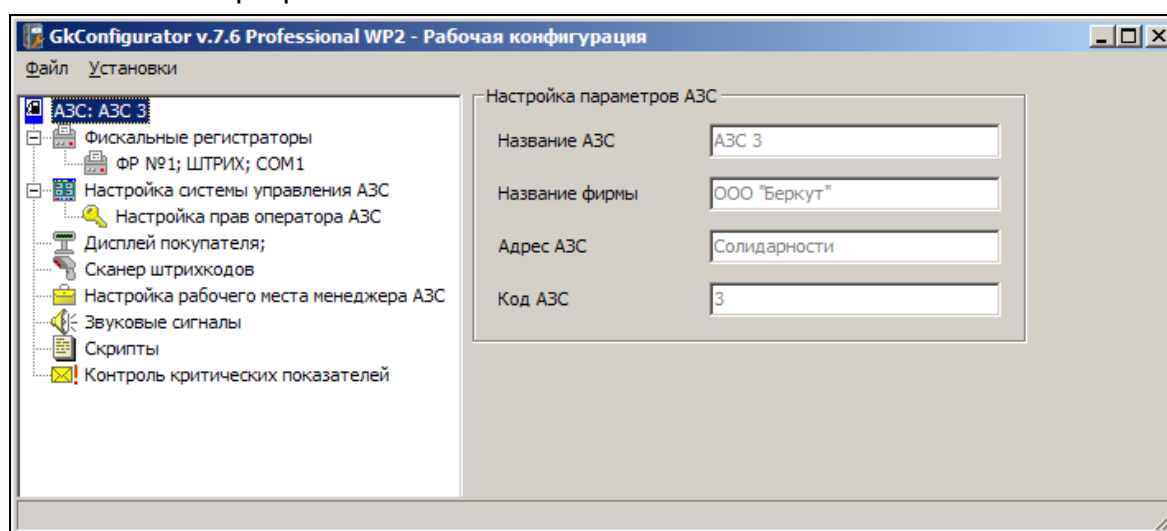 GkConfigurator v.7.6 Professional WP2 - Рабочая конфигурация
Файл Установки
АЗС: АЗС 3
Фискальные регистраторы
ФР №1; ШТРИХ; COM1
Настройка системы управления АЗС
Настройка прав оператора АЗС
Дисплей покупателя;
Сканер штрихкодов
Настройка рабочего места менеджера АЗС
Звуковые сигналы
Скрипты
Контроль критических показателей
Настройка параметров АЗС
Название АЗС АЗС 3
Название фирмы ООО "Беркут"
Адрес АЗС Солидарности
Код АЗС 3